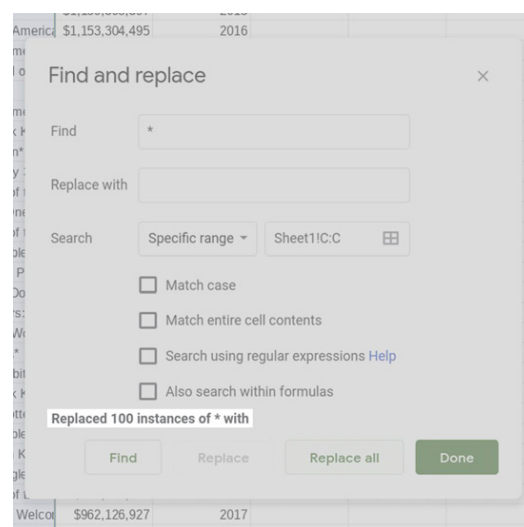 America $1,153,304,495 2016
Find and replace
Find *
Replace with
Search Specific range Sheet1!C:C
Match case
Match entire cell contents
Search using regular expressions Help
Also search within formulas
Replaced 100 instances of * with
Find Replace Replace all Done
Welcom $962,126,927 2017